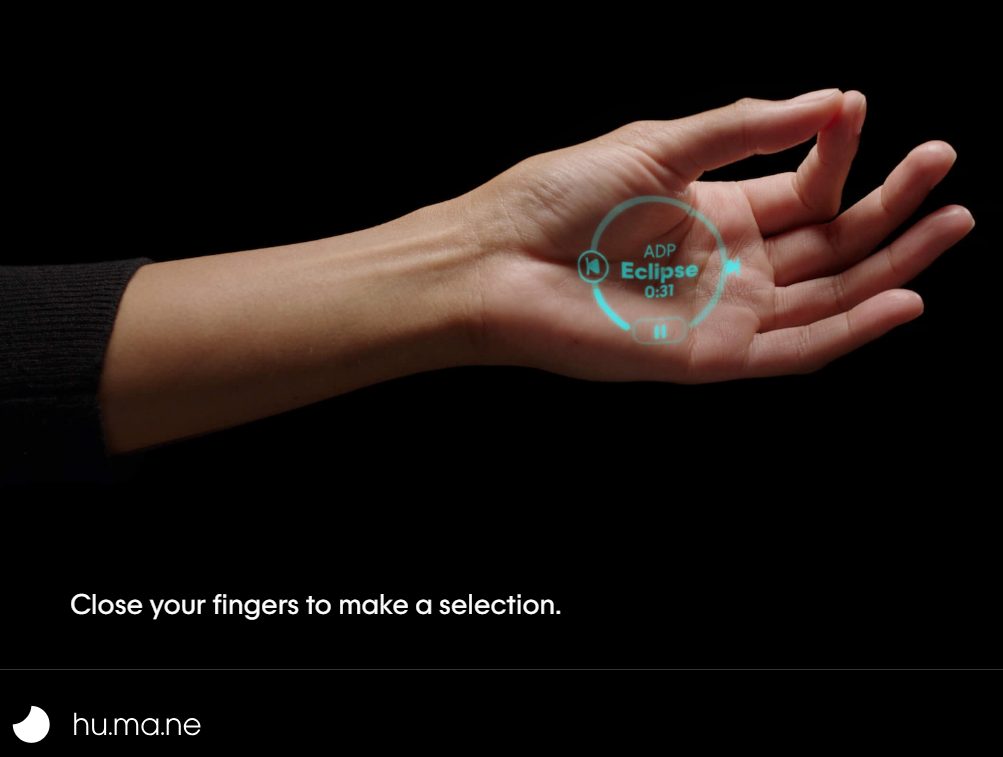 ADP
Eclipse
0:31
Close your fingers to make a selection.
hu.ma.ne